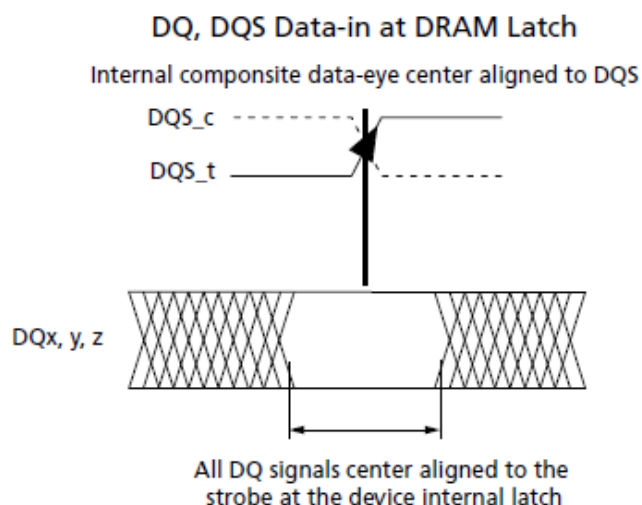 DQ, DQS Data-in at DRAM Latch
Internal componsite data-eye center aligned to DQS
DQS_c
DQS_t
DQx, y, z
All DQ signals center aligned to the
strobe at the device internal latch